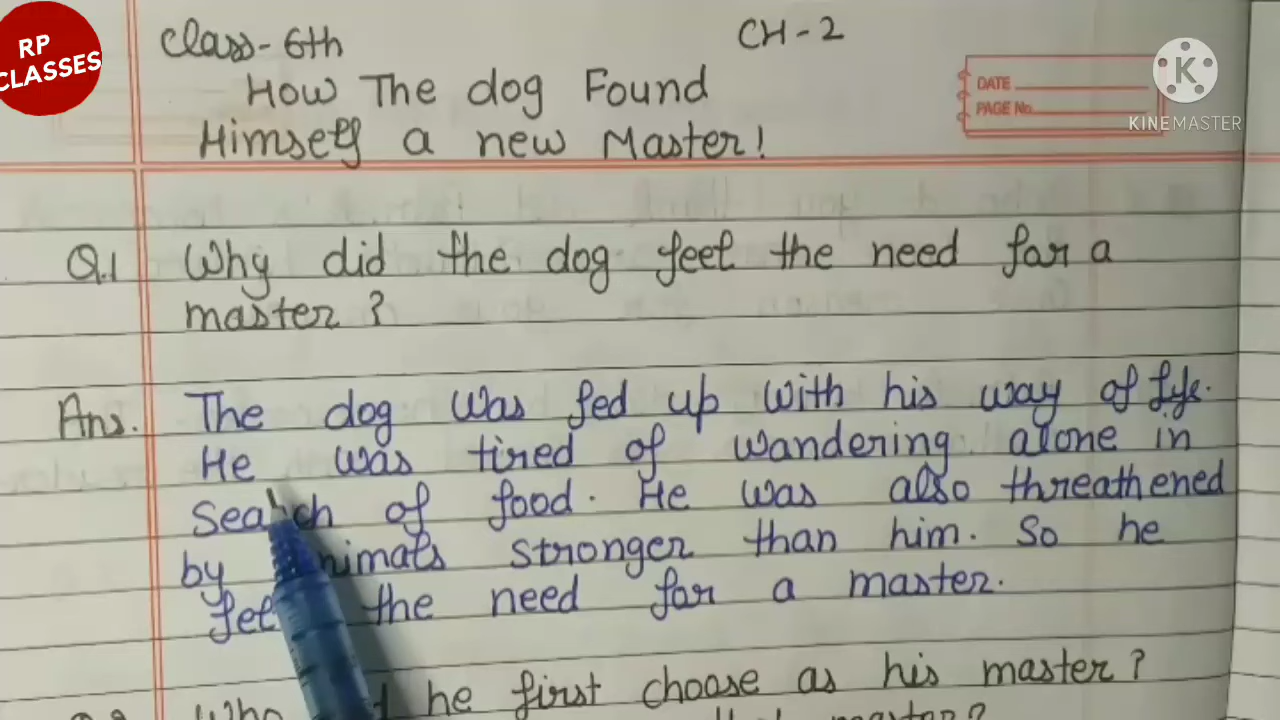 RP
CLASSES
Class-6th
CH-2
How The dog Found
Himself a new Master!
DATE
PAGE No.
KINEMASTER
Q.1 Why did the dog feel the need for a
master?
Ans. The dog was fed up with his way of life.
He was tired of wandering alone in
Search of food. He was also threathened
by animals stronger than him. So he
felt the need for a master.
Who he first choose as his master?
master?